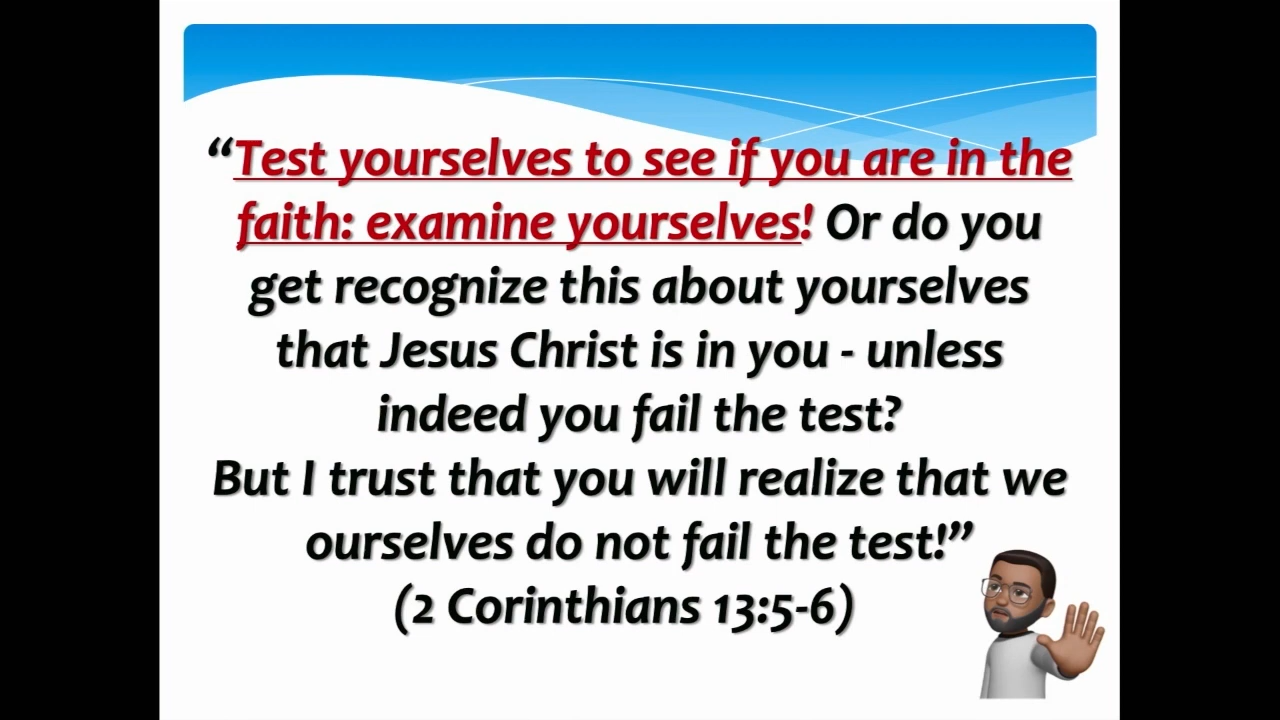 “Test yourselves to see if you are in the
faith: examine yourselves! Or do you
get recognize this about yourselves
that Jesus Christ is in you - unless
indeed you fail the test?
But I trust that you will realize that we
ourselves do not fail the test!”
(2 Corinthians 13:5-6)